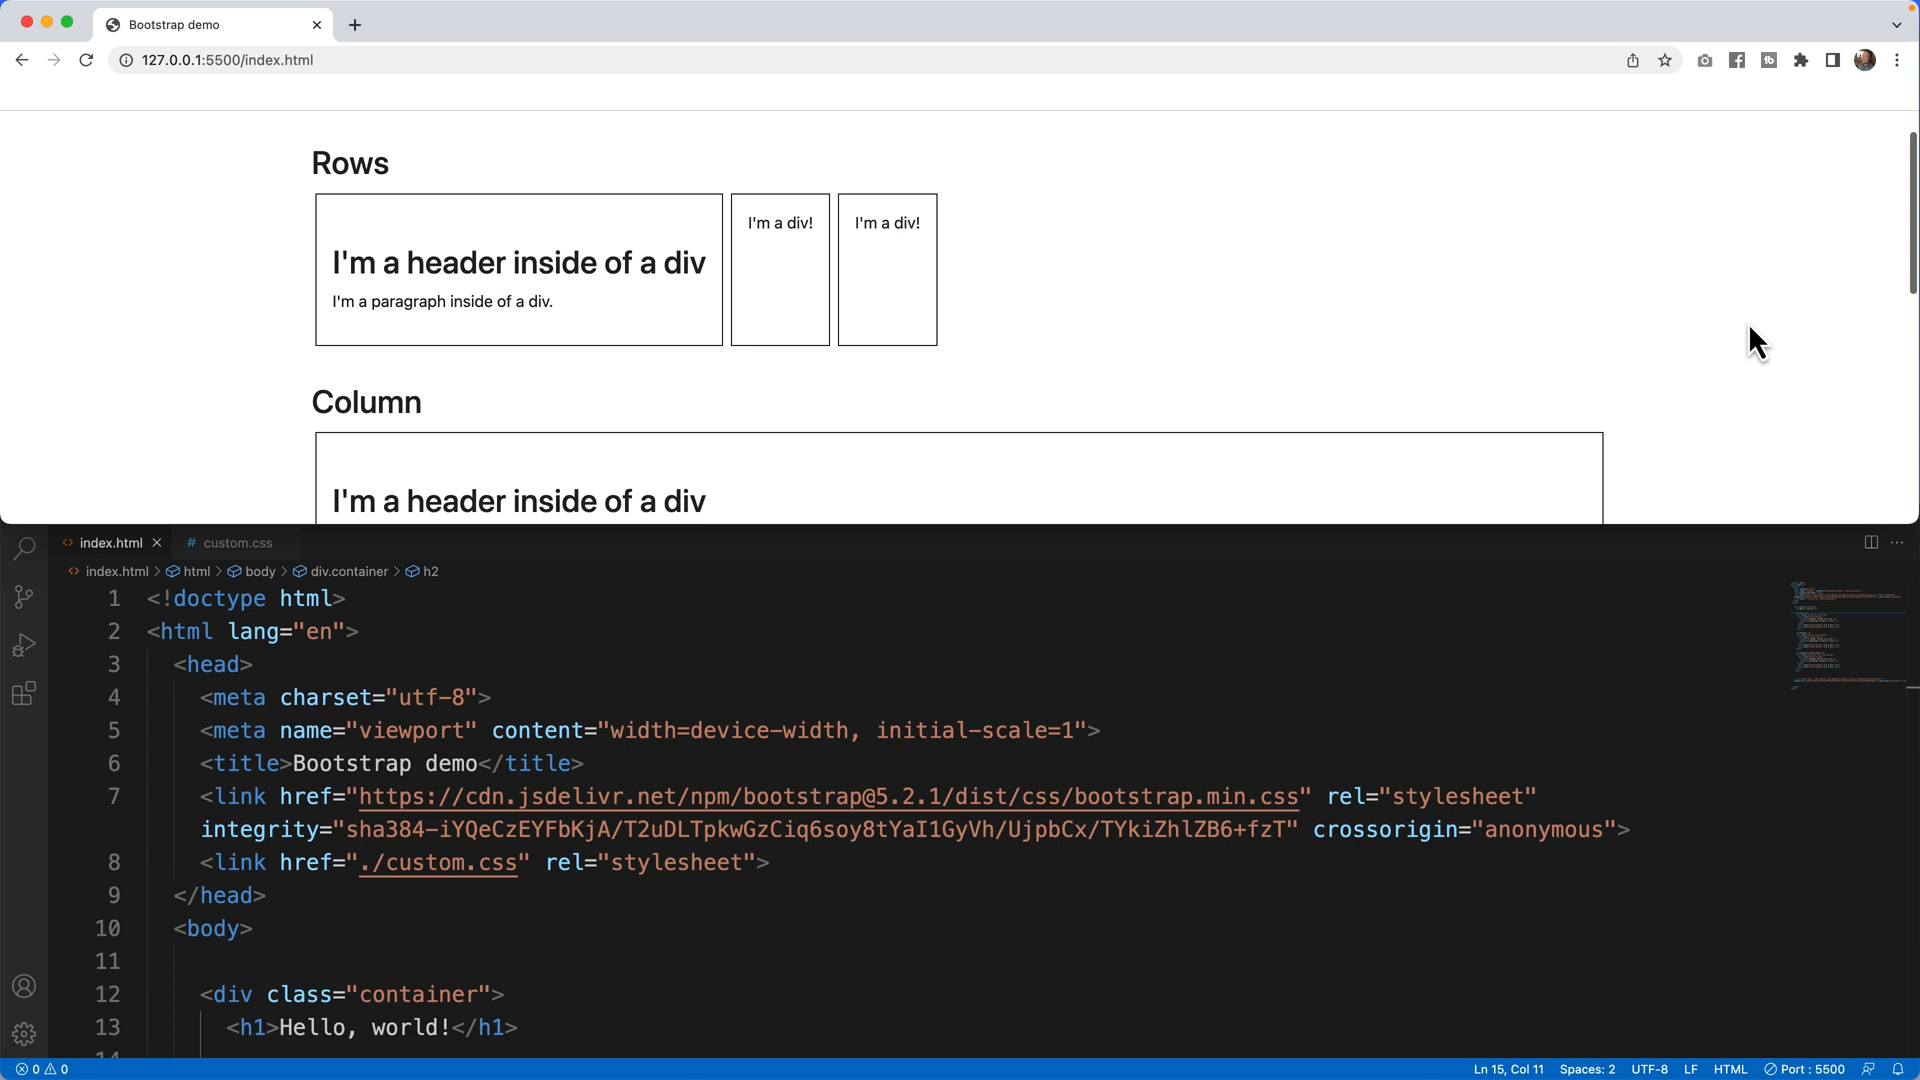 Bootstrap demo
127.0.0.1:5500/index.html
Rows
I'm a header inside of a div
I'm a paragraph inside of a div.
I'm a div!
I'm a div!
Column
I'm a header inside of a div
index.html
# custom.css
index.html > html > body > div.container > h2
1 <!doctype html>
2 <html lang="en">
3 <head>
4 <meta charset="utf-8">
5 <meta name="viewport" content="width=device-width, initial-scale=1">
6 <title>Bootstrap demo</title>
7 <link href="https://cdn.jsdelivr.net/npm/bootstrap@5.2.1/dist/css/bootstrap.min.css" rel="stylesheet"
integrity="sha384-iYQeCzEYFbKjA/T2uDLTpkwGzCiq6soy8tYaI1GyVh/UjpbCx/TYkiZhlZB6+fzT" crossorigin="anonymous">
8 <link href="./custom.css" rel="stylesheet">
9 </head>
10 <body>
11
12 <div class="container">
13 <h1>Hello, world!</h1>
14
0 0
Ln 15, Col 11 Spaces: 2 UTF-8 LF HTML Port : 5500